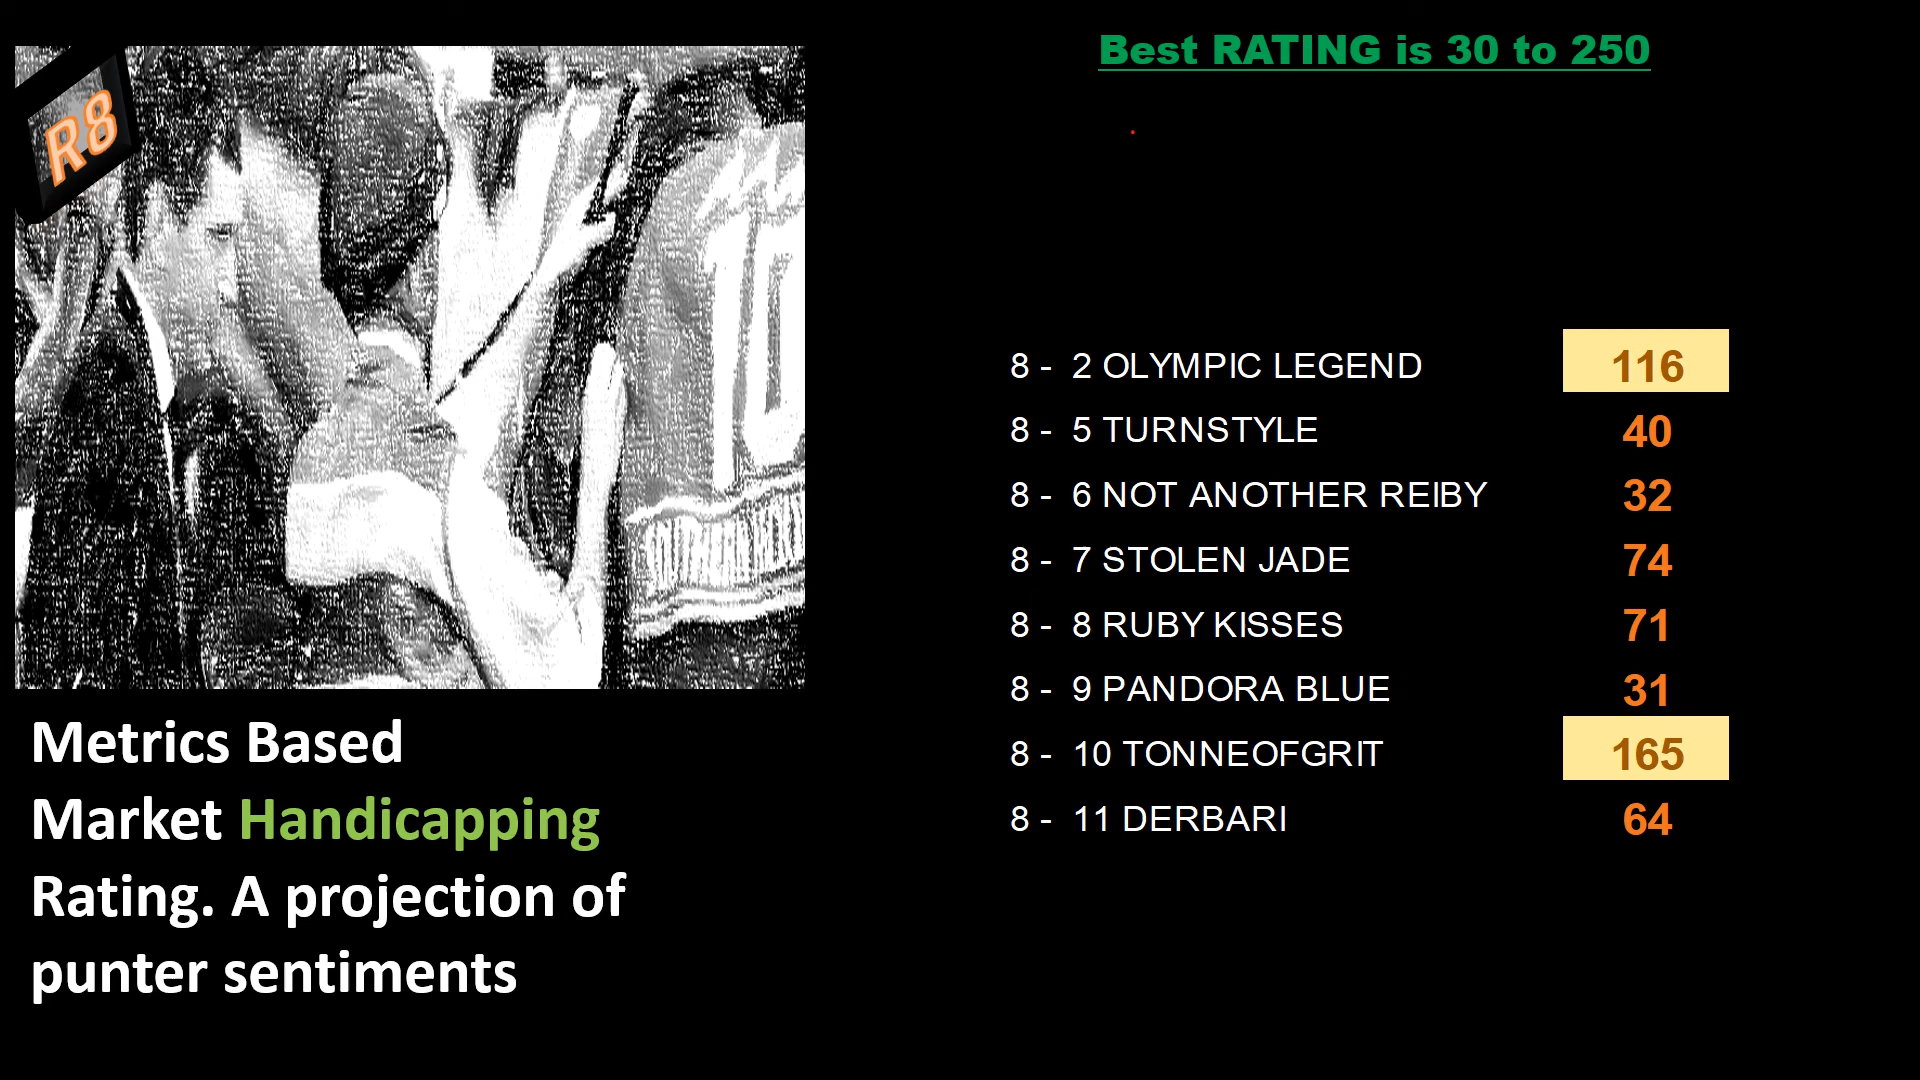 R8
Best RATING is 30 to 250
8 - 2 OLYMPIC LEGEND 116
8 - 5 TURNSTYLE 40
8 - 6 NOT ANOTHER REIBY 32
8 - 7 STOLEN JADE 74
8 - 8 RUBY KISSES 71
8 - 9 PANDORA BLUE 31
8 - 10 TONNEOFGRIT 165
8 - 11 DERBARI 64
Metrics Based
Market Handicapping
Rating. A projection of
punter sentiments